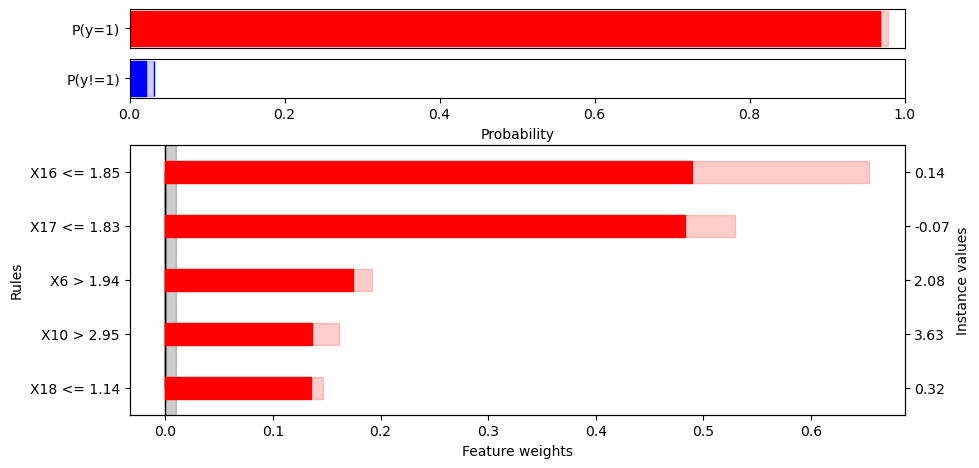 P(y=1)
P(y!=1)
0.0 0.2 0.4 0.6 0.8 1.0
Probability
X16 <= 1.85 0.14
X17 <= 1.83 -0.07
X6 > 1.94 2.08
X10 > 2.95 3.63
X18 <= 1.14 0.32
Rules
Instance values
0.0 0.1 0.2 0.3 0.4 0.5 0.6
Feature weights